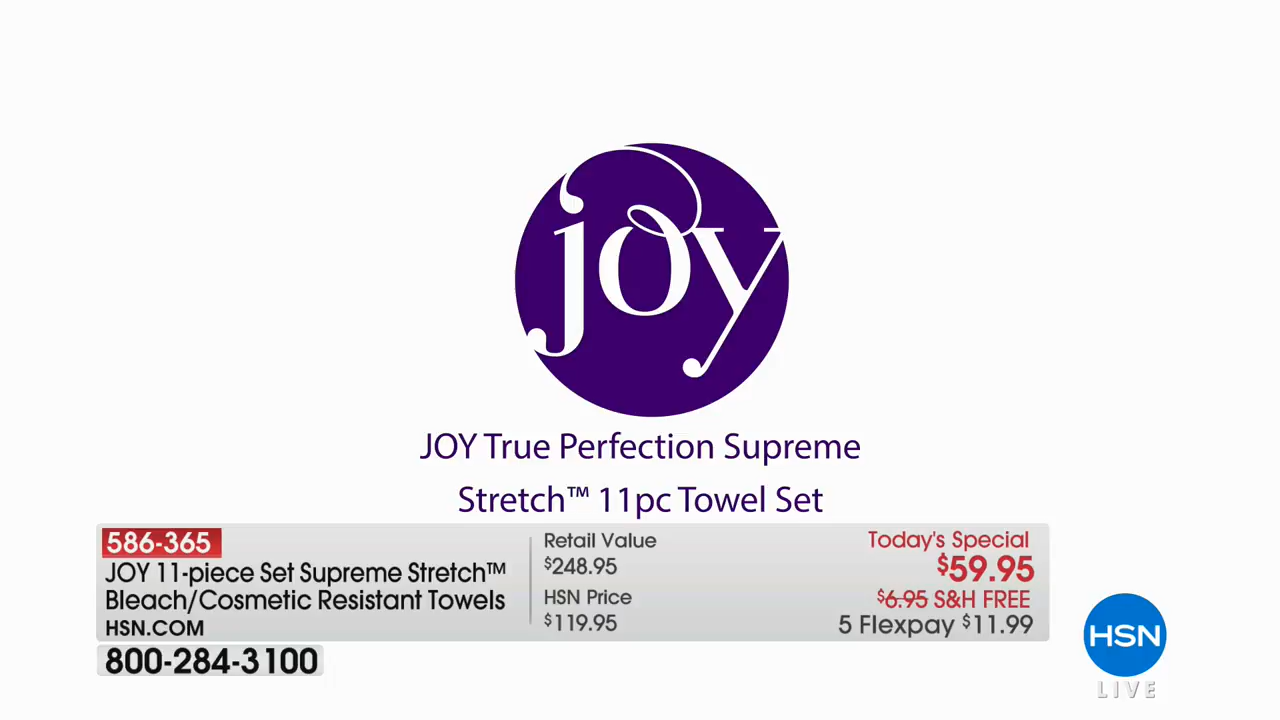 joy
JOY True Perfection Supreme
Stretch™ 11pc Towel Set
586-365
JOY 11-piece Set Supreme Stretch™
Bleach/Cosmetic Resistant Towels
HSN.COM
800-284-3100
Retail Value
$248.95
HSN Price
$119.95
Today's Special
$59.95
$6.95 S&H FREE
5 Flexpay $11.99
HSN
LIVE